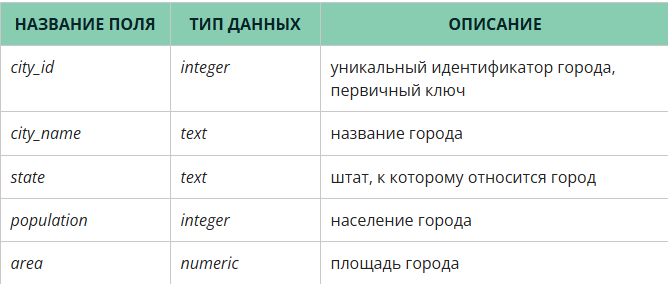 НАЗВАНИЕ ПОЛЯ ТИП ДАННЫХ ОПИСАНИЕ
city_id integer уникальный идентификатор города,
первичный ключ
city_name text название города
state text штат, к которому относится город
population integer население города
area numeric площадь города